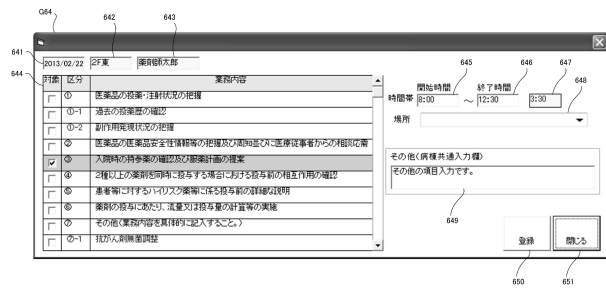 G64
641
642
643
2013/02/22 2F東 薬剤師太郎
644
対象 区分 業務内容
① 医薬品の投薬・注射状況の把握
①-1 過去の投薬歴の確認
①-2 副作用発現状況の把握
② 医薬品の医薬品安全性情報等の把握及び周知並びに医療従事者からの相談応需
③ 入院時の持参薬の確認及び服薬計画の提案
④ 2種以上の薬剤を同時に投与する場合における投与前の相互作用の確認
⑤ 患者等に対するハイリスク薬等に係る投与前の詳細な説明
⑥ 薬剤の投与にあたり、流量又は投与量の計算等の実施
⑦ その他(業務内容を具体的に記入すること。)
⑦-1 抗がん剤無菌調整
645
646
647
648
開始時間 終了時間
時間帯 8:00 ～ 12:30 3:30
場所
その他(病棟共通入力欄)
その他の項目入力です。
649
登録 閉じる
650
651